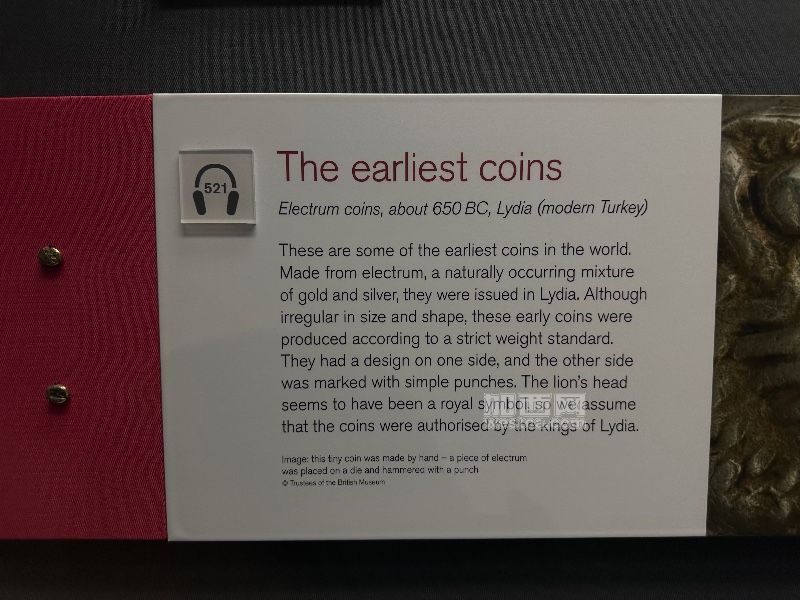 521
The earliest coins
Electrum coins, about 650 BC, Lydia (modern Turkey)
These are some of the earliest coins in the world.
Made from electrum, a naturally occurring mixture
of gold and silver, they were issued in Lydia. Although
irregular in size and shape, these early coins were
produced according to a strict weight standard.
They had a design on one side, and the other side
was marked with simple punches. The lion's head
seems to have been a royal symbol, so we assume
that the coins were authorised by the kings of Lydia.
Image: this tiny coin was made by hand – a piece of electrum
was placed on a die and hammered with a punch
© Trustees of the British Museum